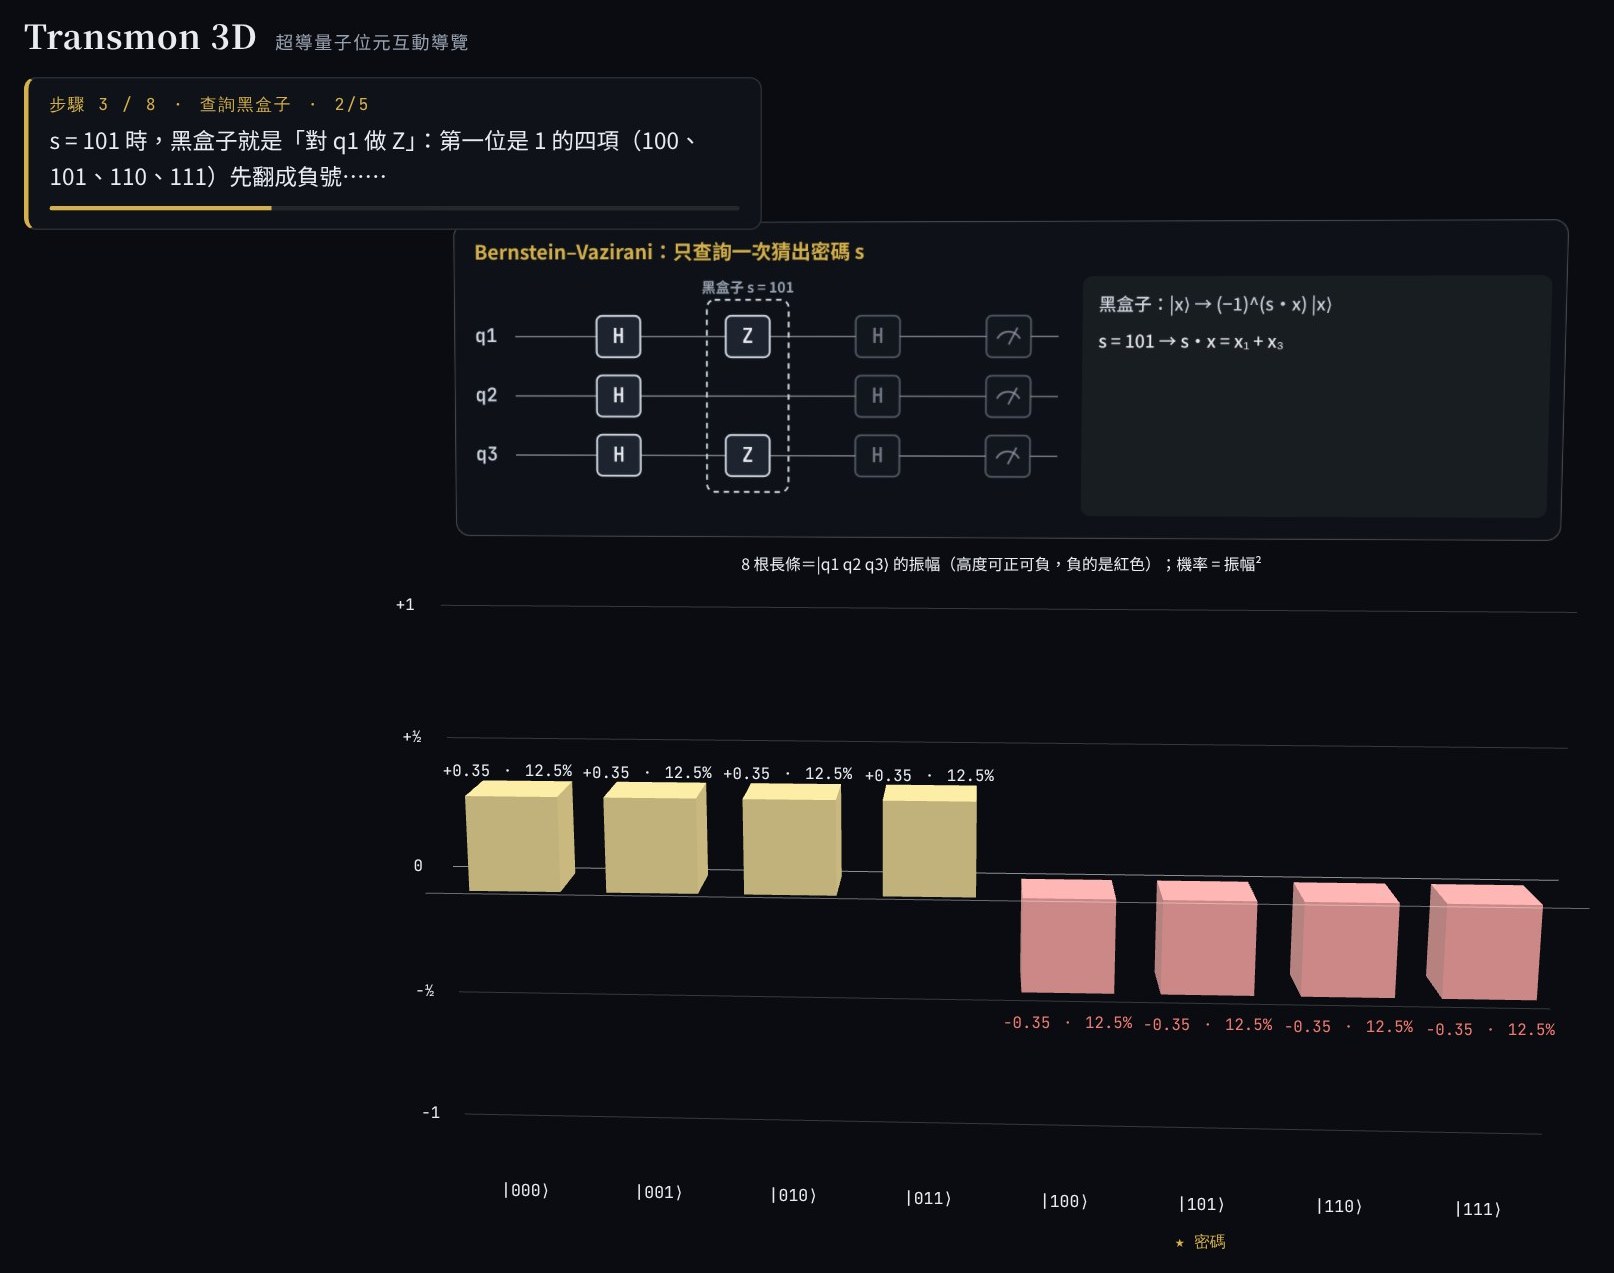 Transmon 3D 超導量子位元互動導覽
步驟 3 / 8 · 查詢黑盒子 · 2/5
s = 101 時，黑盒子就是「對 q1 做 Z」：第一位是 1 的四項（100、
101、110、111）先翻成負號……
Bernstein–Vazirani：只查詢一次猜出密碼 s
黑盒子 s = 101
q1 H Z H
q2 H H
q3 H Z H
黑盒子：|x⟩ → (−1)^(s·x) |x⟩
s = 101 → s·x = x₁ + x₃
8 根長條＝|q1 q2 q3⟩ 的振幅（高度可正可負，負的是紅色）；機率 = 振幅²
+1
+½
+0.35 · 12.5% +0.35 · 12.5% +0.35 · 12.5% +0.35 · 12.5%
0
-½
-0.35 · 12.5% -0.35 · 12.5% -0.35 · 12.5% -0.35 · 12.5%
-1
|000⟩ |001⟩ |010⟩ |011⟩ |100⟩ |101⟩ |110⟩ |111⟩
★ 密碼